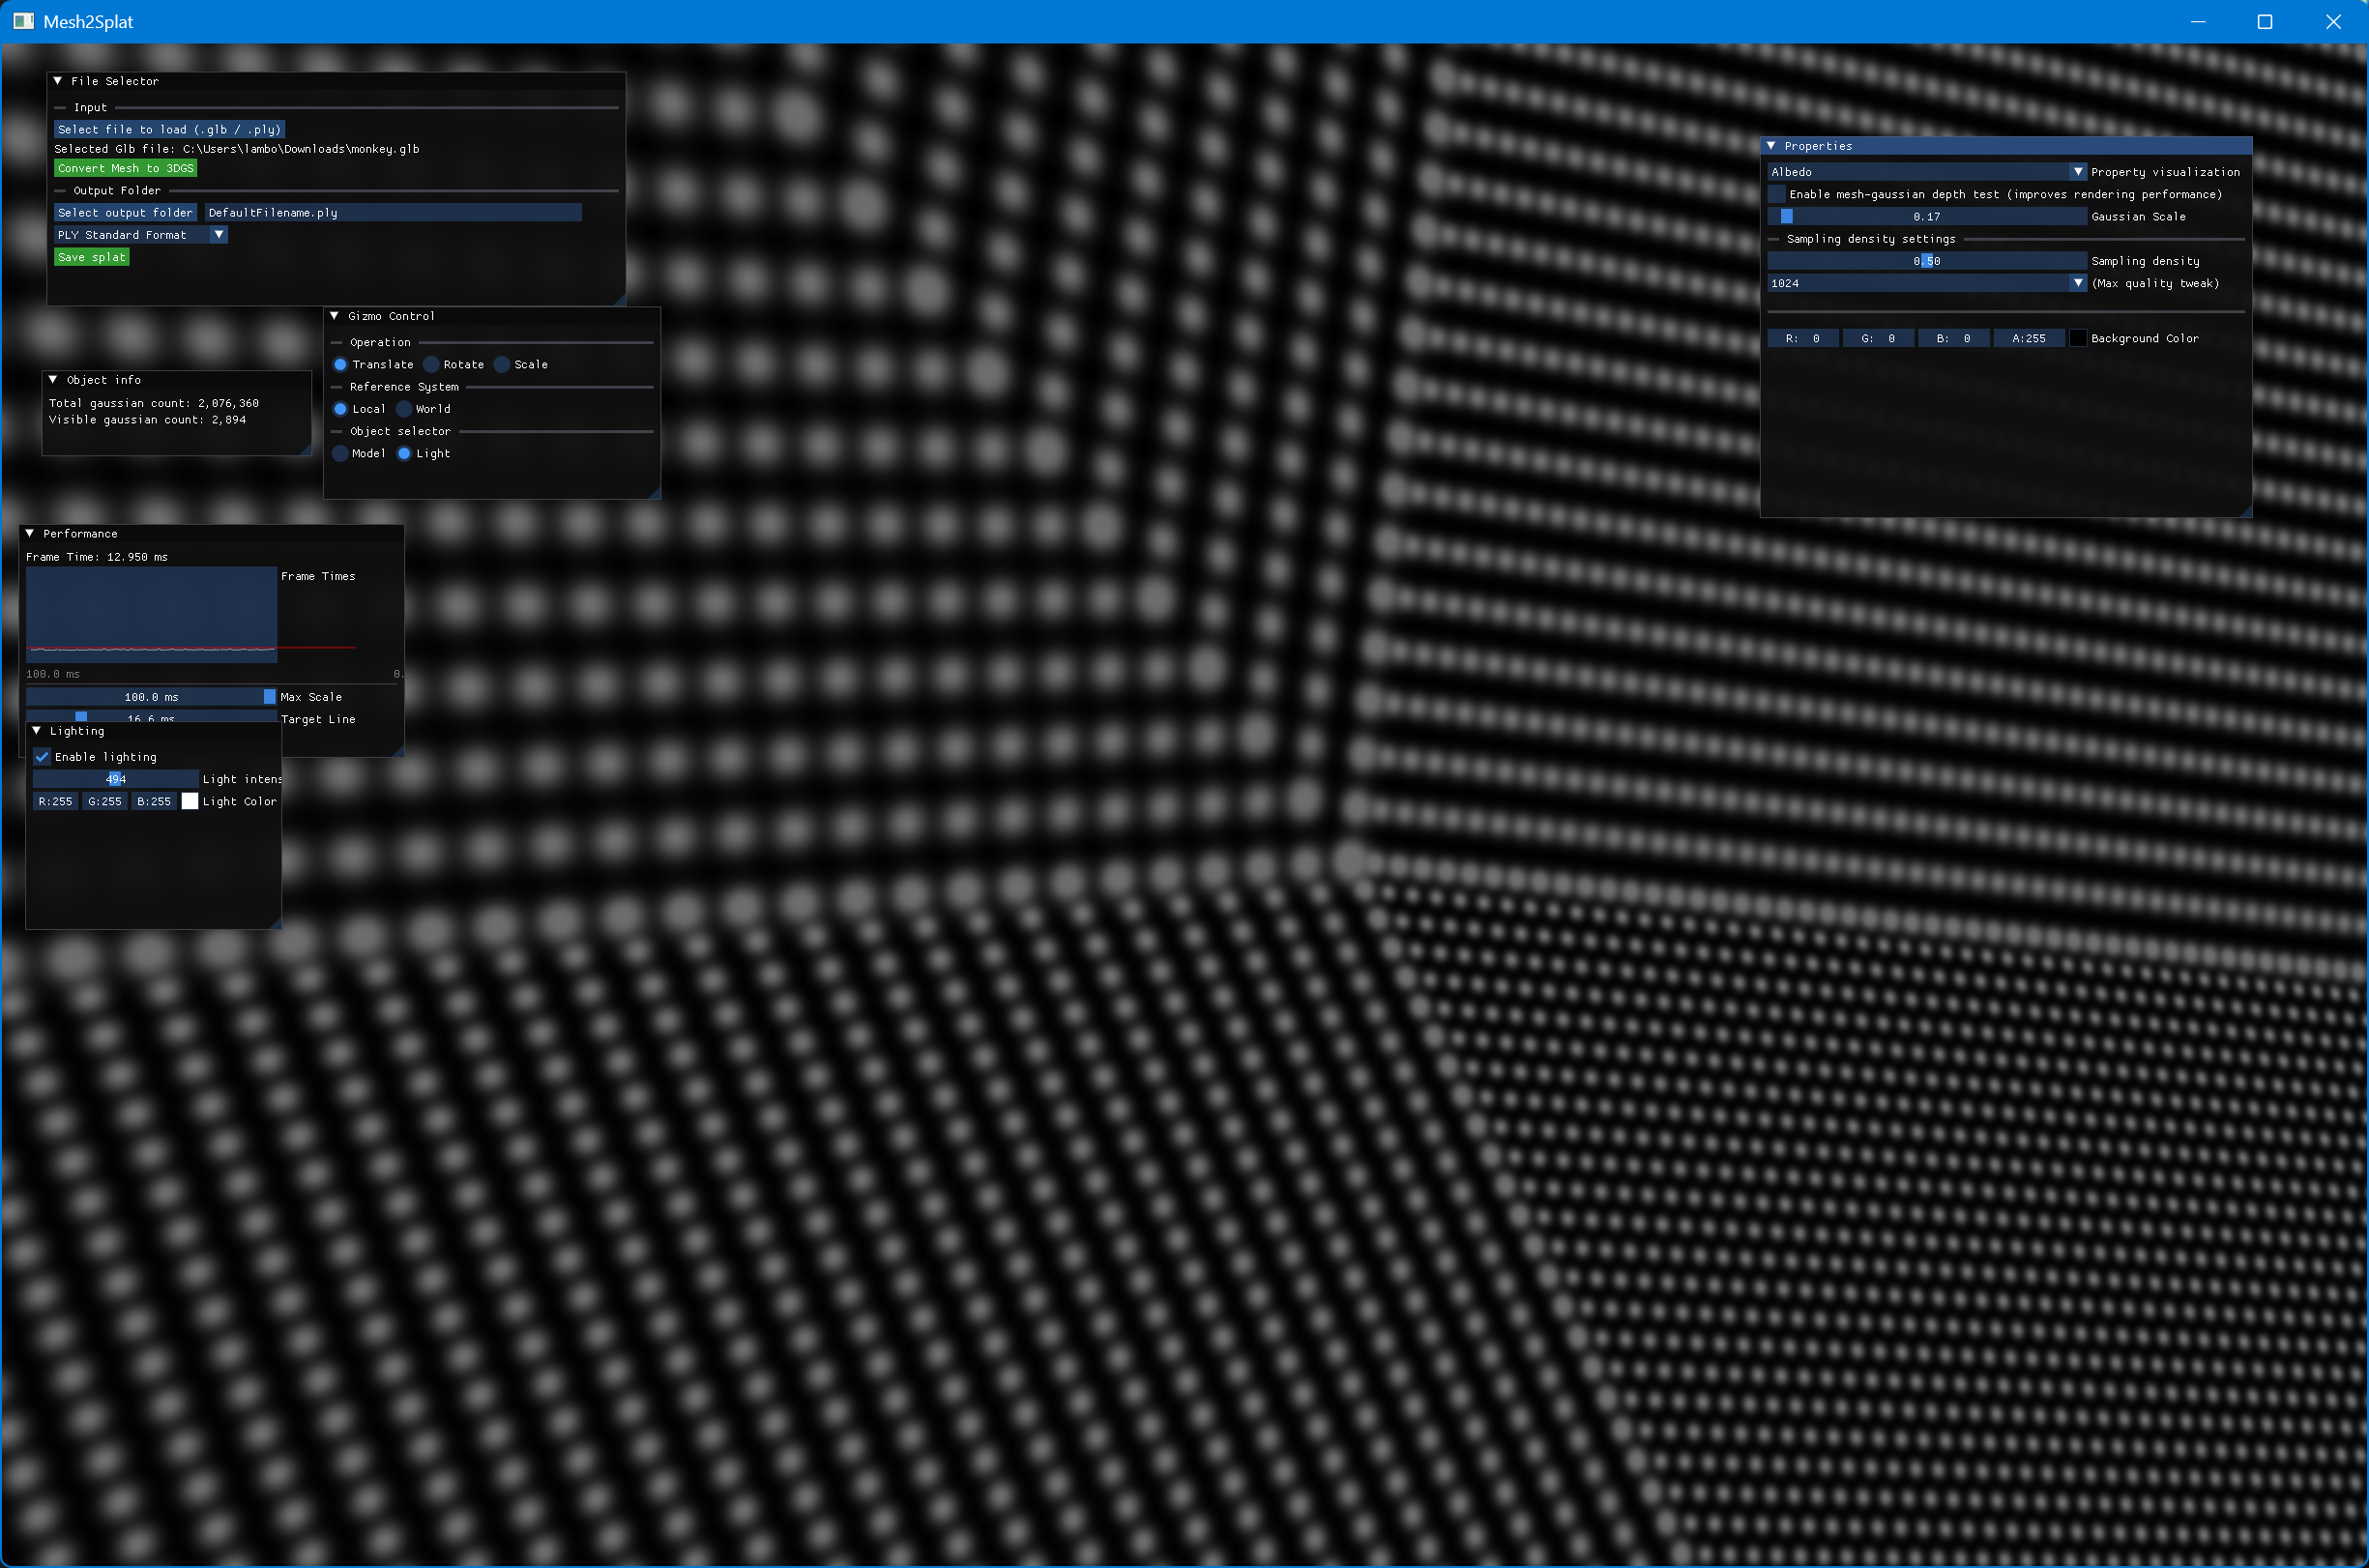 Mesh2Splat
File Selector
Input
Select file to load (.glb / .ply)
Selected Glb file: C:\Users\lambo\Downloads\monkey.glb
Convert Mesh to 3DGS
Output Folder
Select output folder DefaultFilename.ply
PLY Standard Format
Save splat
Gizmo Control
Operation
Translate Rotate Scale
Reference System
Local World
Object selector
Model Light
Object info
Total gaussian count: 2,076,360
Visible gaussian count: 2,894
Performance
Frame Time: 12.950 ms
Frame Times
100.0 ms 0.
100.0 ms Max Scale
16.6 ms Target Line
Lighting
Enable lighting
494 Light intens
R:255 G:255 B:255 Light Color
Properties
Albedo Property visualization
Enable mesh-gaussian depth test (improves rendering performance)
0.17 Gaussian Scale
Sampling density settings
0.50 Sampling density
1024 (Max quality tweak)
R: 0 G: 0 B: 0 A:255 Background Color